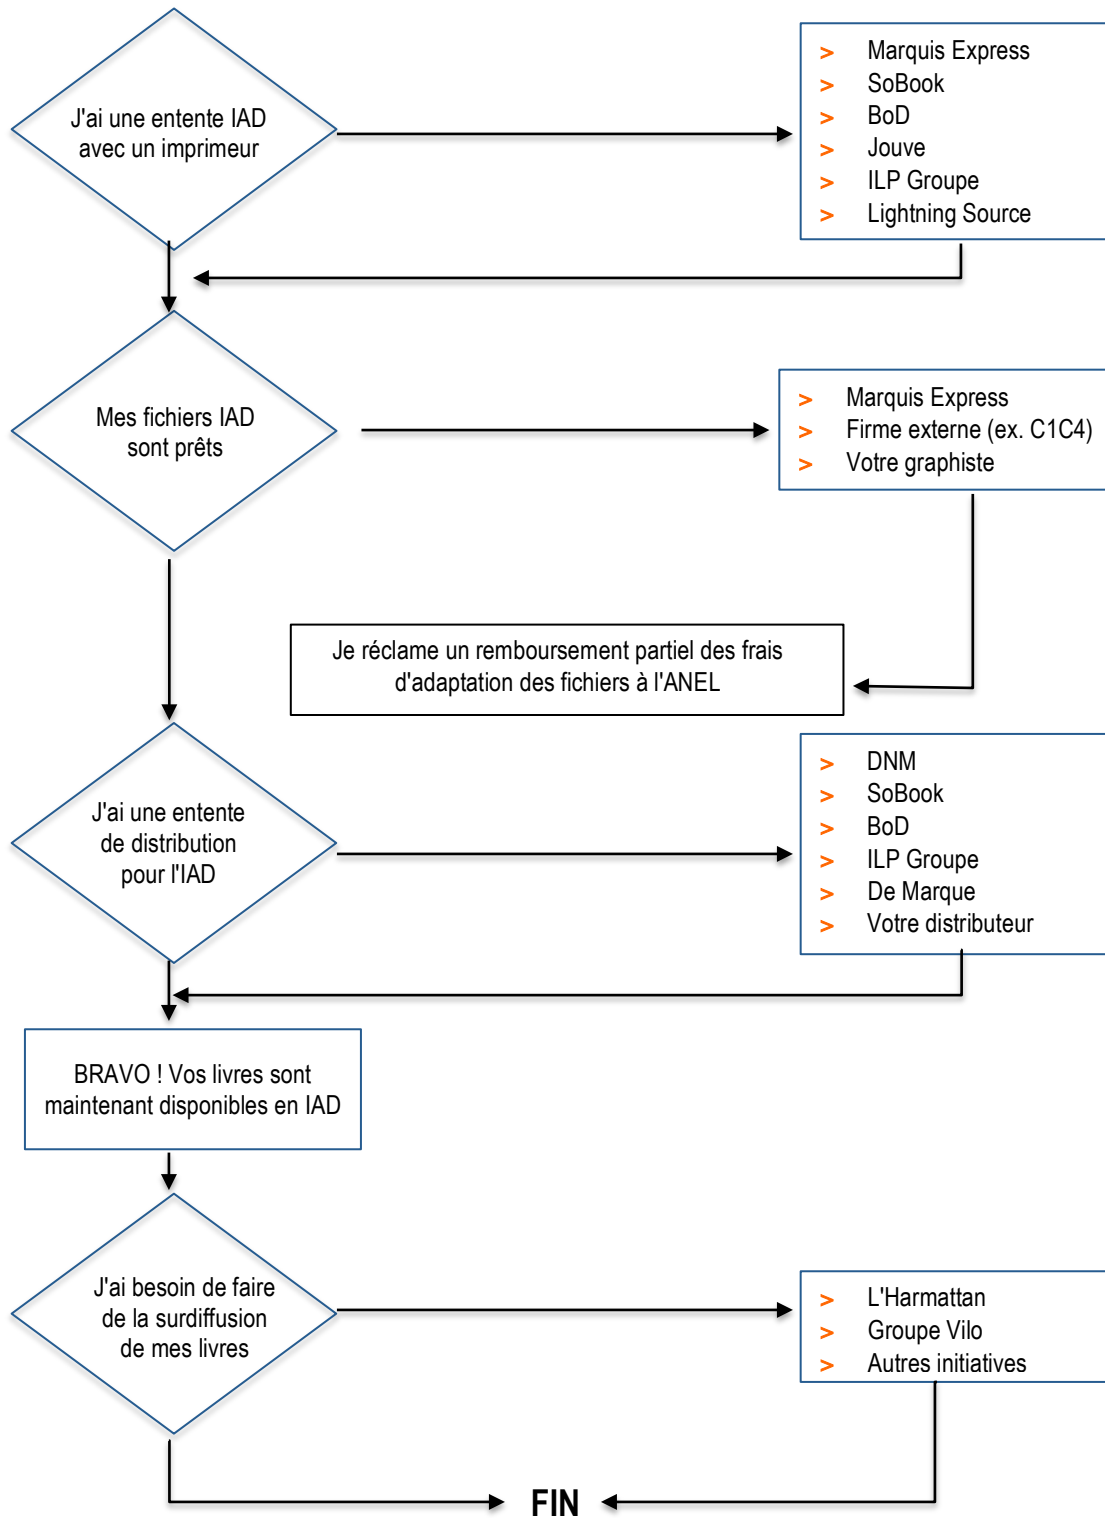 J'ai une entente IAD
avec un imprimeur
> Marquis Express
> SoBook
> BoD
> Jouve
> ILP Groupe
> Lightning Source
Mes fichiers IAD
sont prêts
> Marquis Express
> Firme externe (ex. C1C4)
> Votre graphiste
Je réclame un remboursement partiel des frais
d'adaptation des fichiers à l'ANEL
J'ai une entente
de distribution
pour l'IAD
> DNM
> SoBook
> BoD
> ILP Groupe
> De Marque
> Votre distributeur
BRAVO ! Vos livres sont
maintenant disponibles en IAD
J'ai besoin de faire
de la surdiffusion
de mes livres
> L'Harmattan
> Groupe Vilo
> Autres initiatives
FIN